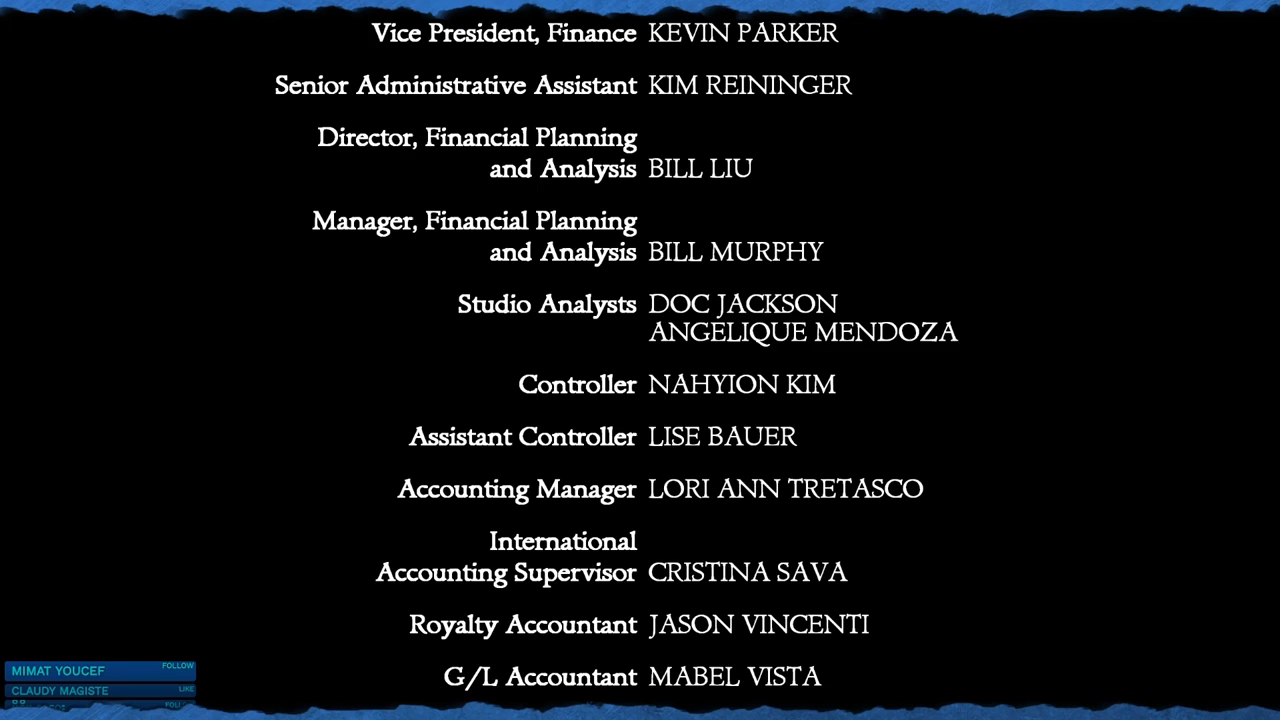 Vice President, Finance KEVIN PARKER
Senior Administrative Assistant KIM REININGER
Director, Financial Planning
and Analysis BILL LIU
Manager, Financial Planning
and Analysis BILL MURPHY
Studio Analysts DOC JACKSON
ANGELIQUE MENDOZA
Controller NAHYION KIM
Assistant Controller LISE BAUER
Accounting Manager LORI ANN TRETASCO
International
Accounting Supervisor CRISTINA SAVA
Royalty Accountant JASON VINCENTI
G/L Accountant MABEL VISTA
MIMAT YOUCEF FOLLOW
CLAUDY MAGISTE LIKE